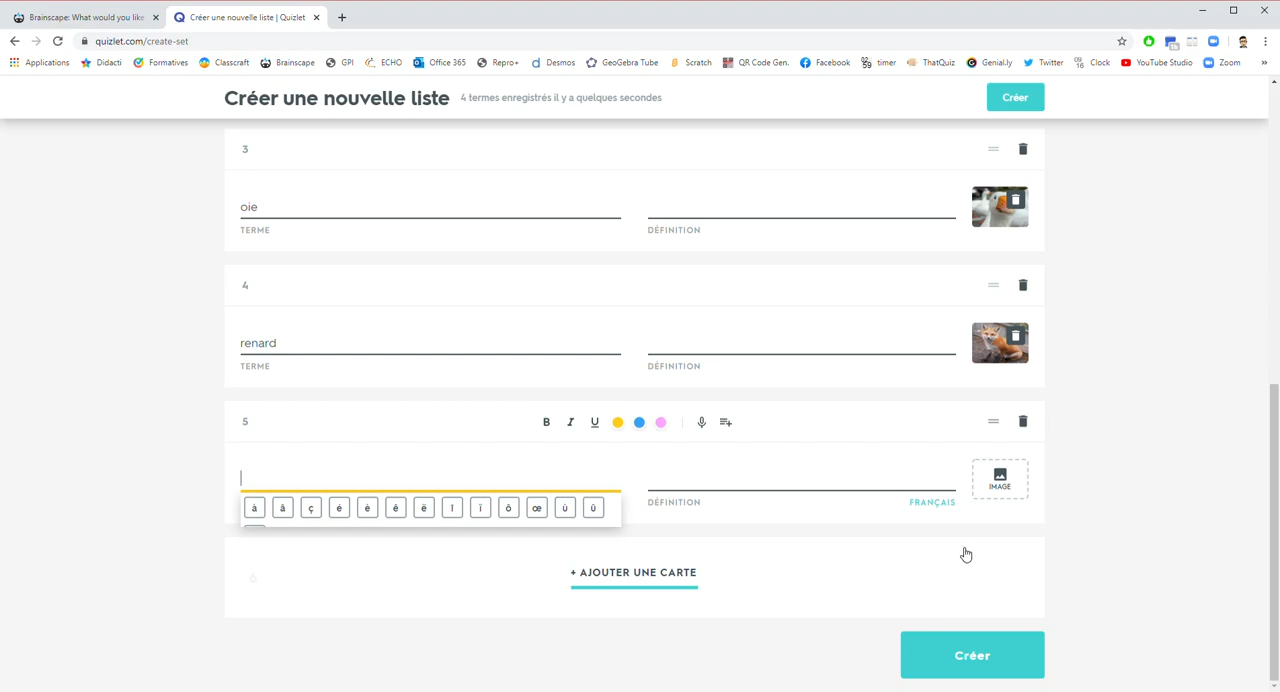 Brainscape: What would you like
Créer une nouvelle liste | Quizlet
quizlet.com/create-set
Applications Didacti Formatives Classcraft Brainscape GPI ECHO Office 365 Repro+ Desmos GeoGebra Tube Scratch QR Code Gen. Facebook timer ThatQuiz Genial.ly Twitter Clock YouTube Studio Zoom »
Créer une nouvelle liste 4 termes enregistrés il y a quelques secondes Créer
3
oie
TERME DÉFINITION
4
renard
TERME DÉFINITION
5 B I U
IMAGE
DÉFINITION FRANÇAIS
à â ç é è ê ë î ï ô œ ù û
6 + AJOUTER UNE CARTE
Créer